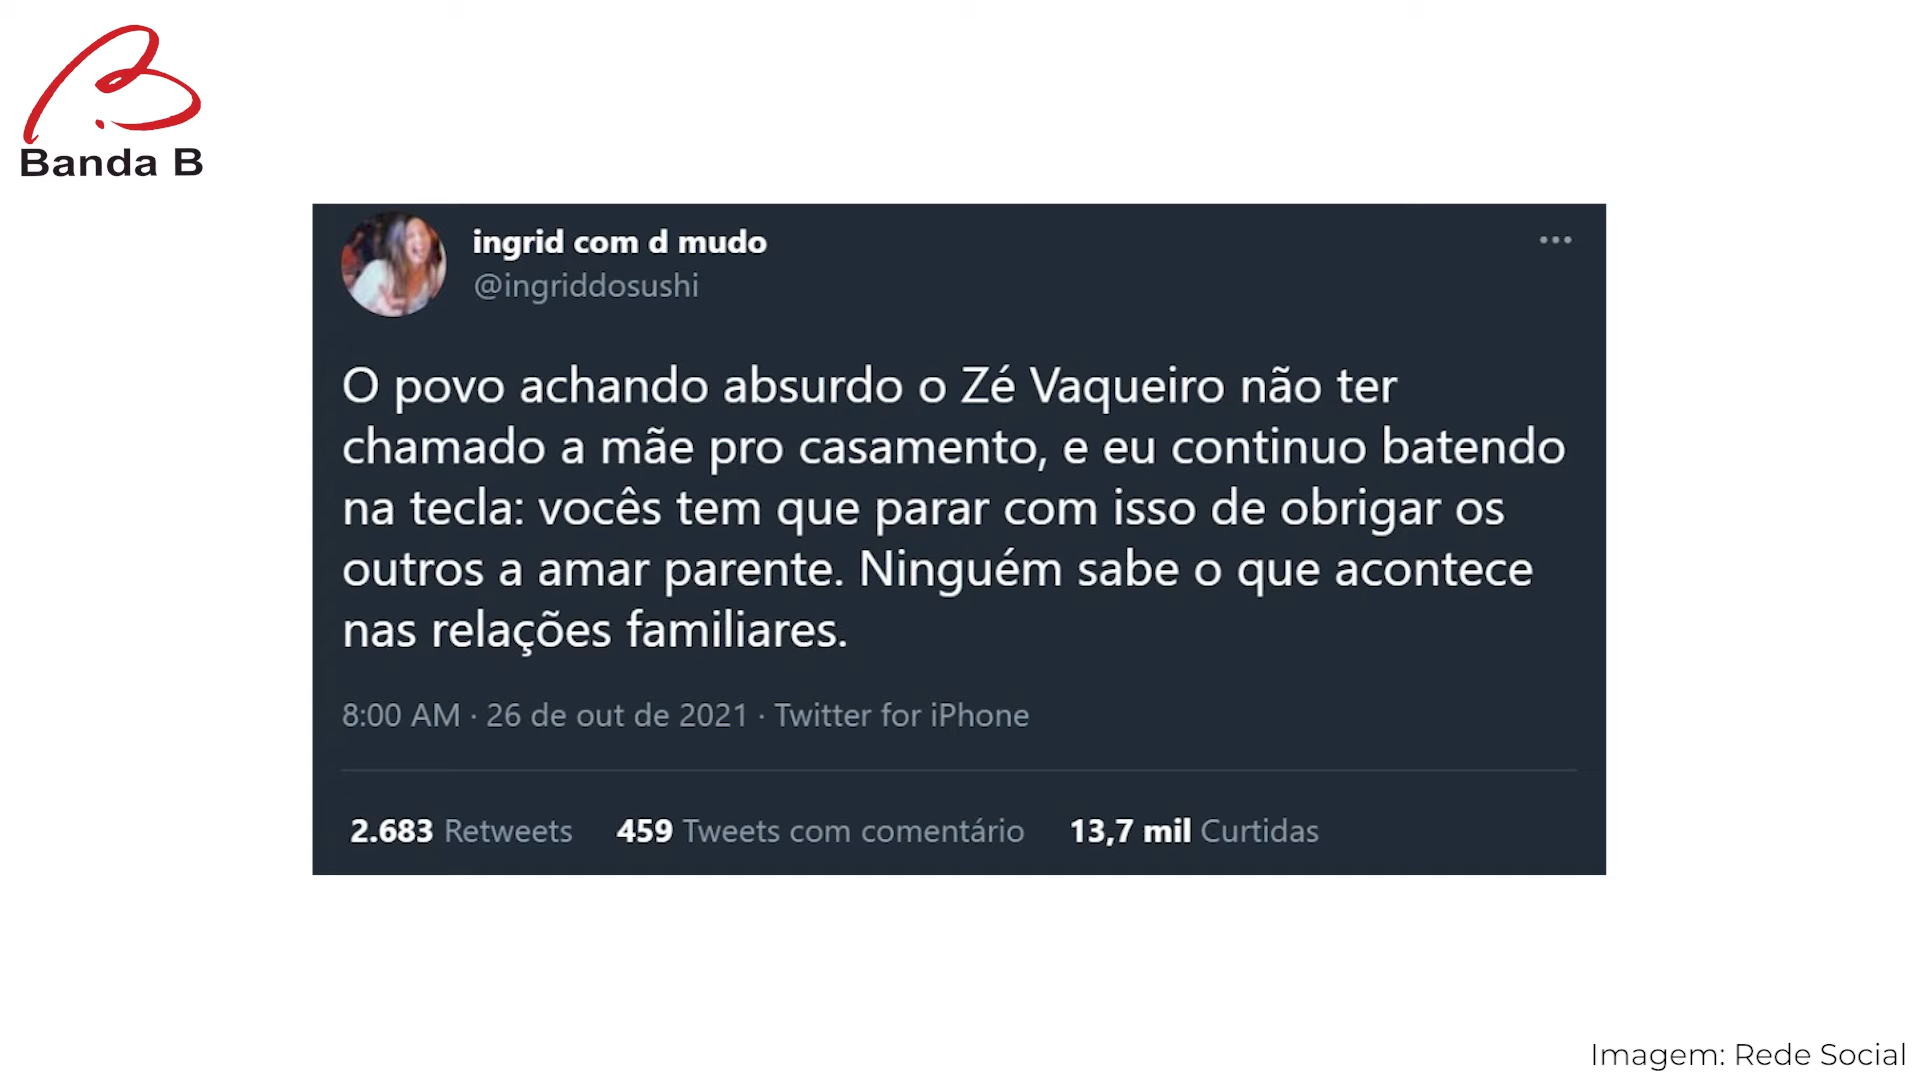 Banda B
ingrid com d mudo
@ingriddosushi
O povo achando absurdo o Zé Vaqueiro não ter
chamado a mãe pro casamento, e eu continuo batendo
na tecla: vocês tem que parar com isso de obrigar os
outros a amar parente. Ninguém sabe o que acontece
nas relações familiares.
8:00 AM · 26 de out de 2021 · Twitter for iPhone
2.683 Retweets 459 Tweets com comentário 13,7 mil Curtidas
Imagem: Rede Social